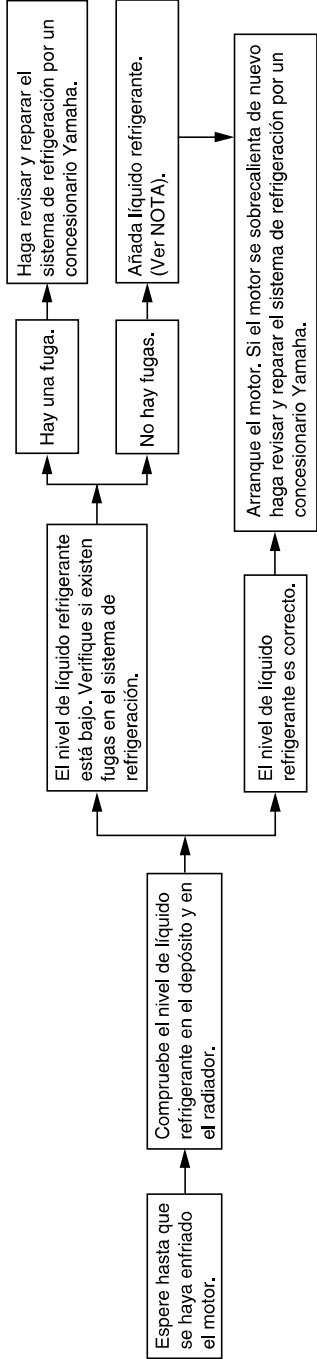 Espere hasta que
se haya enfriado
el motor.
Compruebe el nivel de líquido
refrigerante en el depósito y en
el radiador.
El nivel de líquido refrigerante
está bajo. Verifique si existen
fugas en el sistema de
refrigeración.
Hay una fuga.
Haga revisar y reparar el
sistema de refrigeración por un
concesionario Yamaha.
No hay fugas.
Añada líquido refrigerante.
(Ver NOTA).
El nivel de líquido
refrigerante es correcto.
Arranque el motor. Si el motor se sobrecalienta de nuevo
haga revisar y reparar el sistema de refrigeración por un
concesionario Yamaha.